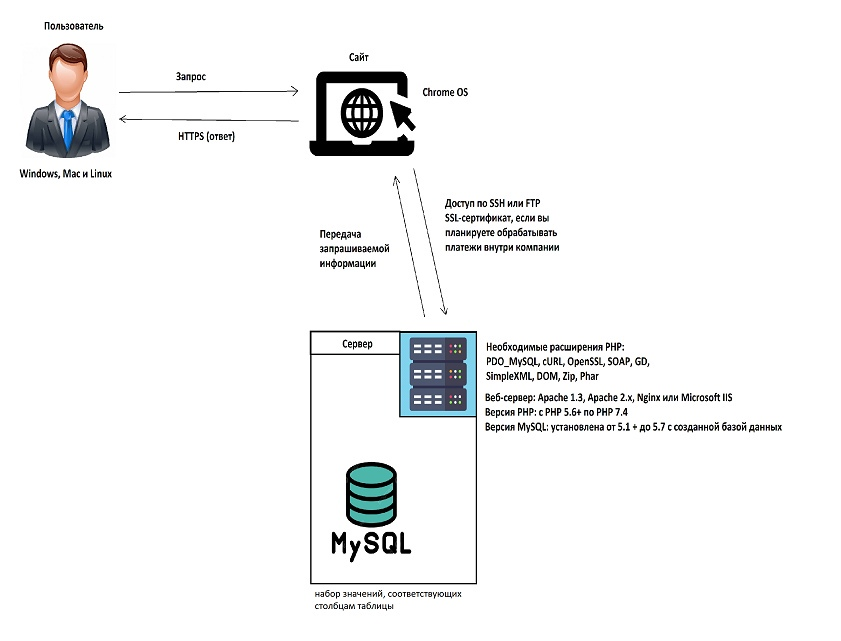 Пользователь
Сайт
Запрос
Chrome OS
HTTPS (ответ)
Windows, Mac и Linux
Доступ по SSH или FTP
SSL-сертификат, если вы
планируете обрабатывать
платежи внутри компании
Передача
запрашиваемой
информации
Сервер
Необходимые расширения PHP:
PDO_MySQL, cURL, OpenSSL, SOAP, GD,
SimpleXML, DOM, Zip, Phar
Веб-сервер: Apache 1.3, Apache 2.x, Nginx или Microsoft IIS
Версия PHP: с PHP 5.6+ по PHP 7.4
Версия MySQL: установлена от 5.1 + до 5.7 с созданной базой данных
MySQL
набор значений, соответствующих
столбцам таблицы